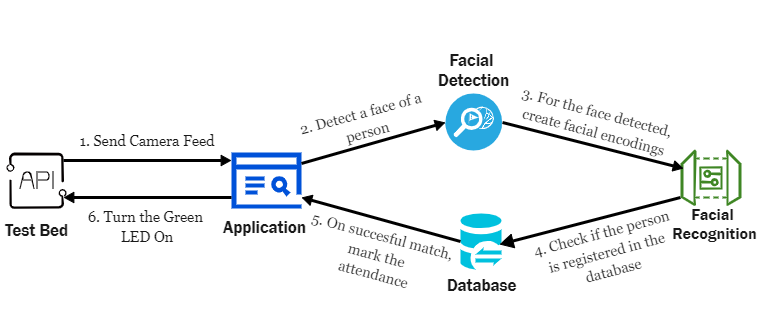 Facial
Detection
2. Detect a face of a
person
3. For the face detected,
create facial encodings
1. Send Camera Feed
API
Test Bed
6. Turn the Green
LED On
Application
5. On succesful match,
mark the
attendance
Database
4. Check if the person
is registered in the
database
Facial
Recognition